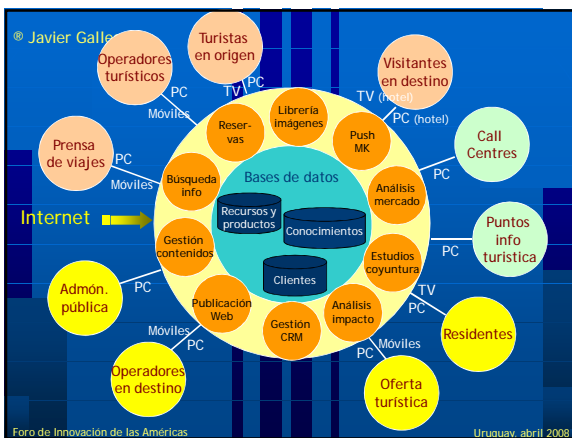 ® Javier Galle
Operadores
turísticos
PC
Móviles
Turistas
en origen
TV
PC
Visitantes
en destino
TV (hotel)
PC (hotel)
Prensa
de viajes
PC
Móviles
Call
Centres
PC
Librería
imágenes
Reser-
vas
Push
MK
Búsqueda
info
Análisis
mercado
Bases de datos
Recursos y
productos
Conocimientos
Clientes
Internet
Gestión
contenidos
Estudios
coyuntura
Puntos
info
turistica
PC
Publicación
Web
Análisis
impacto
Gestión
CRM
Admón.
pública
PC
TV
PC
Residentes
Móviles
PC
Operadores
en destino
Móviles
PC
Oferta
turística
Foro de Innovación de las Américas
Uruguay, abril 2008